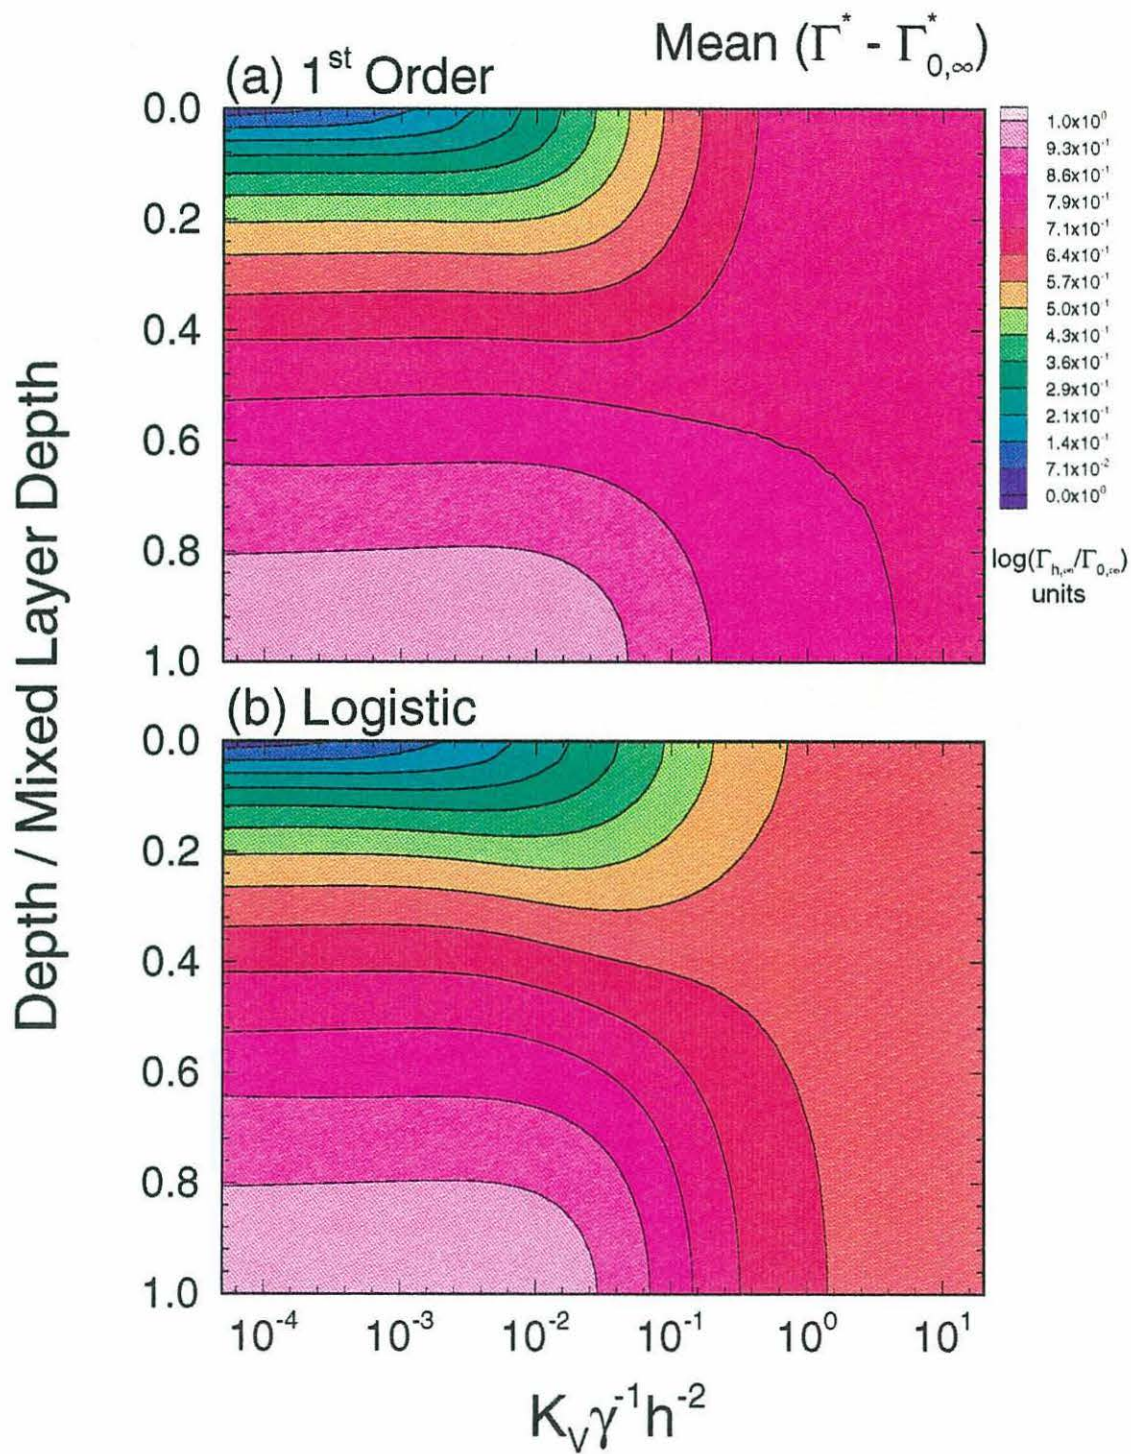 Mean (Γ* - Γ*0,∞)
(a) 1st Order
0.0
0.2
0.4
0.6
0.8
1.0
1.0x10⁰
9.3x10⁻¹
8.6x10⁻¹
7.9x10⁻¹
7.1x10⁻¹
6.4x10⁻¹
5.7x10⁻¹
5.0x10⁻¹
4.3x10⁻¹
3.6x10⁻¹
2.9x10⁻¹
2.1x10⁻¹
1.4x10⁻¹
7.1x10⁻²
0.0x10⁰
log(Γh,∞/Γ0,∞)
units
Depth / Mixed Layer Depth
(b) Logistic
0.0
0.2
0.4
0.6
0.8
1.0
10⁻⁴ 10⁻³ 10⁻² 10⁻¹ 10⁰ 10¹
KVγ⁻¹h⁻²